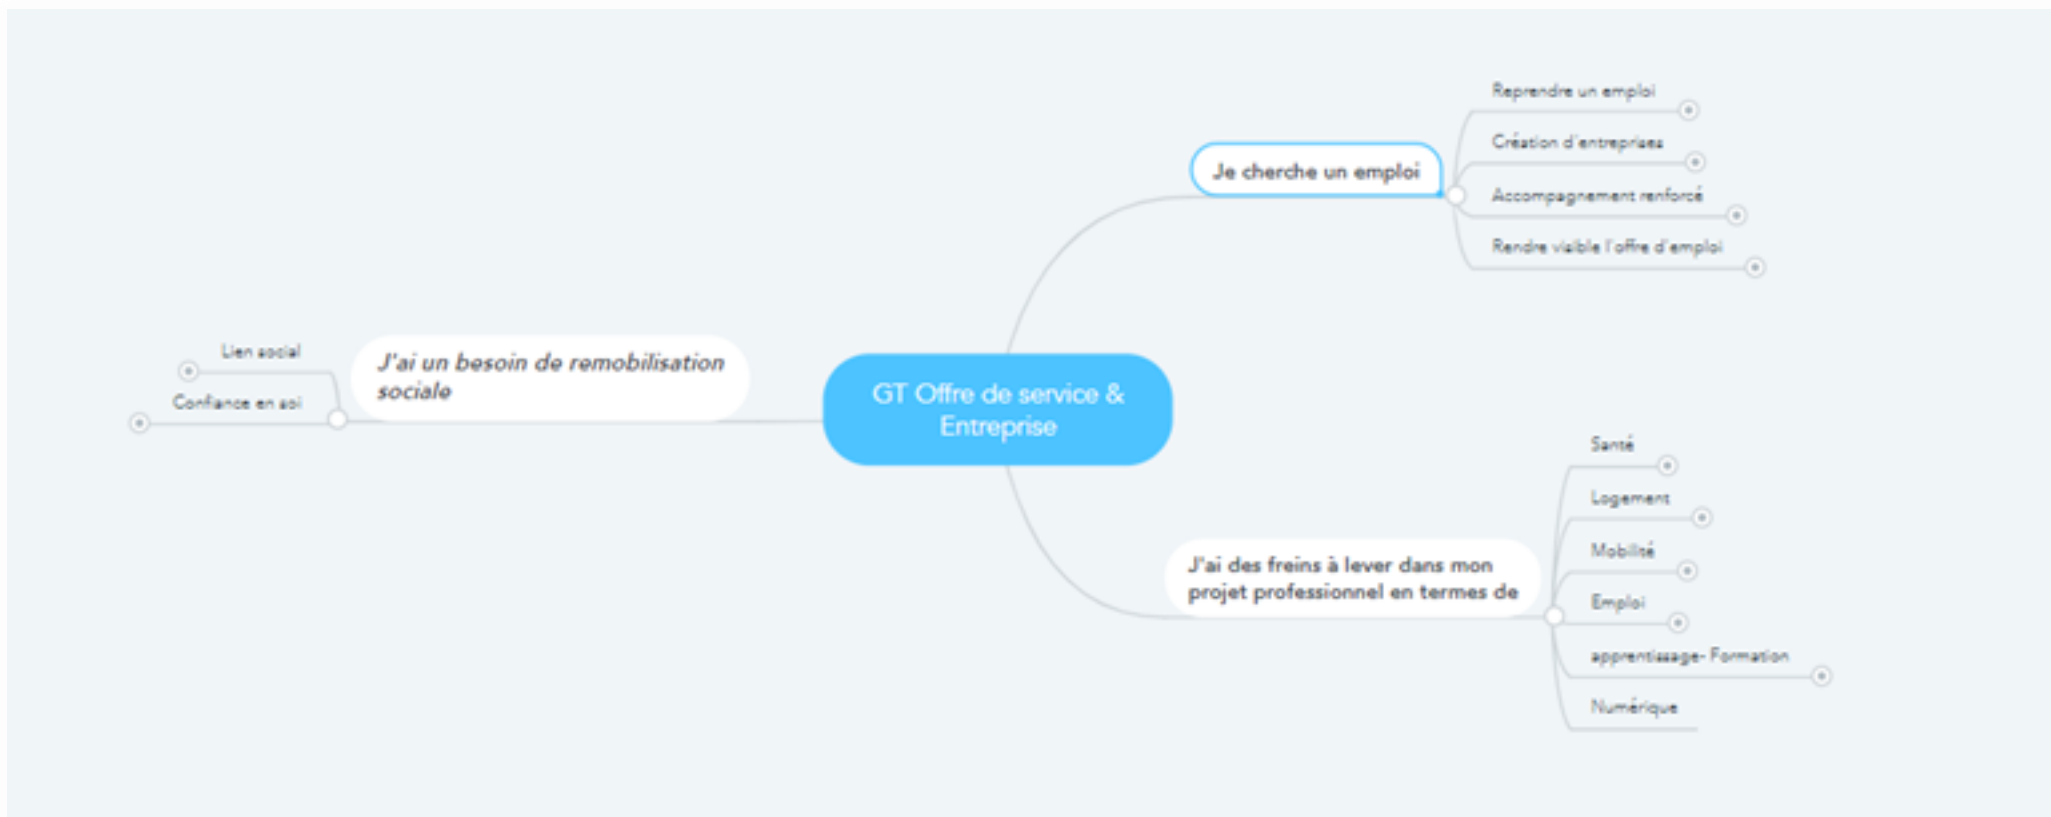 Reprendre un emploi
Création d'entreprises
Je cherche un emploi
Accompagnement renforcé
Rendre visible l'offre d'emploi
Lien social
J'ai un besoin de remobilisation
sociale
Confiance en soi
GT Offre de service &
Entreprise
Santé
Logement
Mobilité
J'ai des freins à lever dans mon
projet professionnel en termes de
Emploi
apprentissage- Formation
Numérique